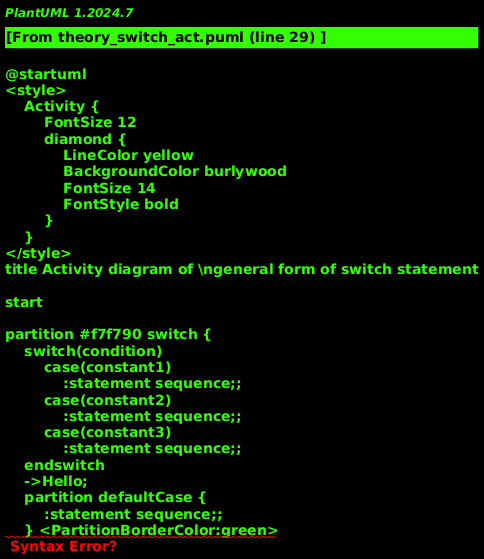 PlantUML 1.2024.7
[From theory_switch_act.puml (line 29) ]
@startuml
<style>
    Activity {
        FontSize 12
        diamond {
            LineColor yellow
            BackgroundColor burlywood
            FontSize 14
            FontStyle bold
        }
    }
</style>
title Activity diagram of \ngeneral form of switch statement
start
partition #f7f790 switch {
    switch(condition)
        case(constant1)
            :statement sequence;;
        case(constant2)
            :statement sequence;;
        case(constant3)
            :statement sequence;;
    endswitch
    ->Hello;
    partition defaultCase {
        :statement sequence;;
    } <PartitionBorderColor:green>
Syntax Error?